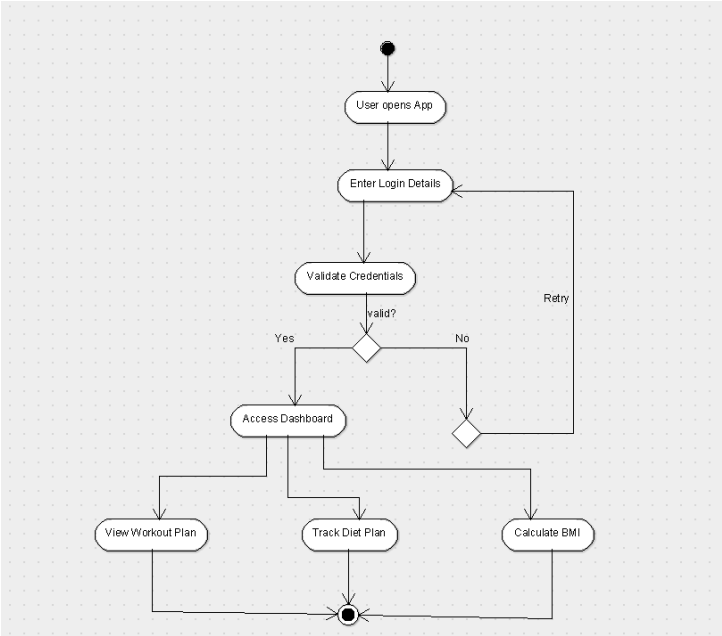 User opens App
Enter Login Details
Validate Credentials
Retry
valid?
Yes
No
Access Dashboard
View Workout Plan
Track Diet Plan
Calculate BMI